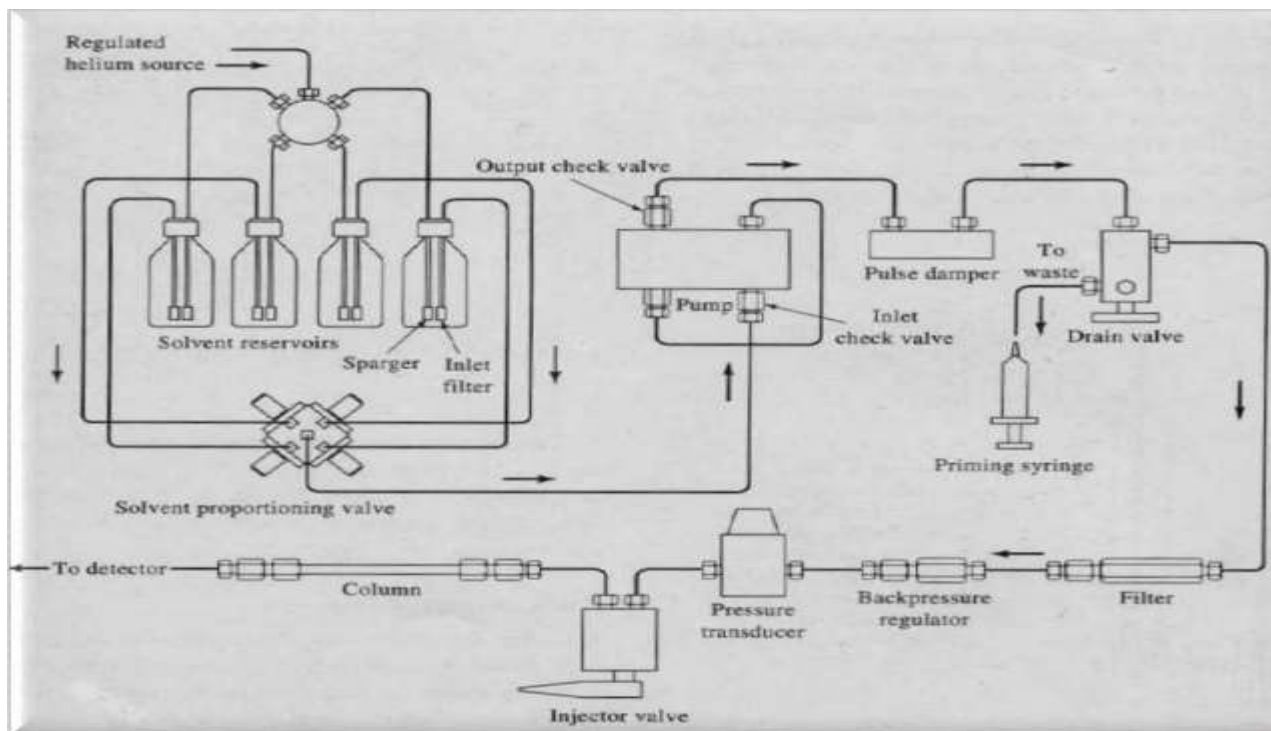 Regulated
helium source
Output check valve
To
waste
Pulse damper
Pump
Inlet
check valve
Drain valve
Solvent reservoirs
Sparger
Inlet
filter
Priming syringe
Solvent proportioning valve
To detector
Column
Pressure
transducer
Backpressure
regulator
Filter
Injector valve